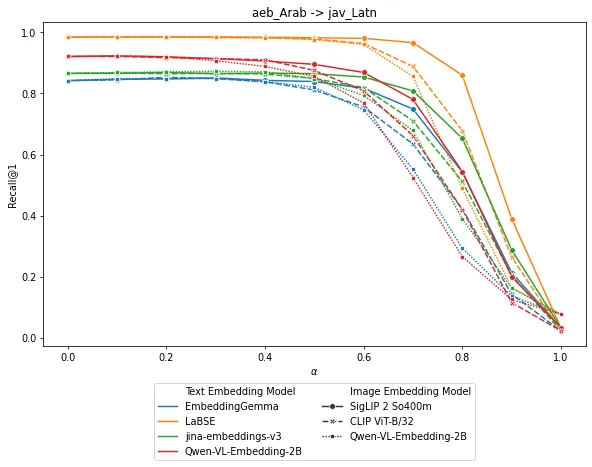 aeb_Arab -> jav_Latn
1.0
0.8
0.6
0.4
0.2
0.0
Recall@1
0.0 0.2 0.4 0.6 0.8 1.0
α
Text Embedding Model
EmbeddingGemma
LaBSE
jina-embeddings-v3
Qwen-VL-Embedding-2B
Image Embedding Model
SigLIP 2 So400m
CLIP ViT-B/32
Qwen-VL-Embedding-2B